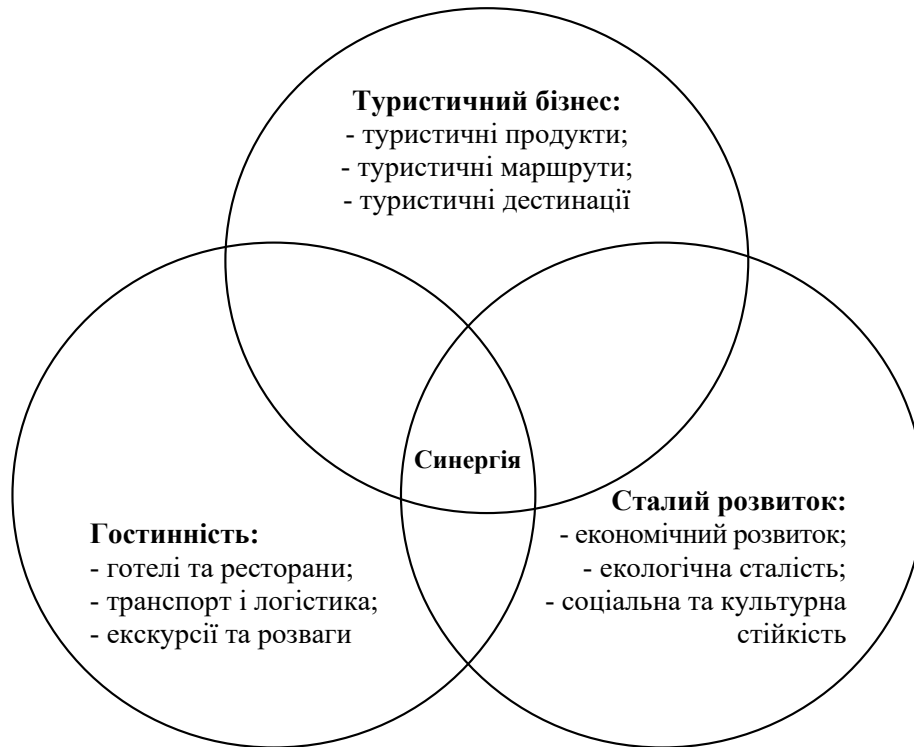 Туристичний бізнес:
- туристичні продукти;
- туристичні маршрути;
- туристичні дестинації
Синергія
Гостинність:
- готелі та ресторани;
- транспорт і логістика;
- екскурсії та розваги
Сталий розвиток:
- економічний розвиток;
- екологічна сталість;
- соціальна та культурна
стійкість